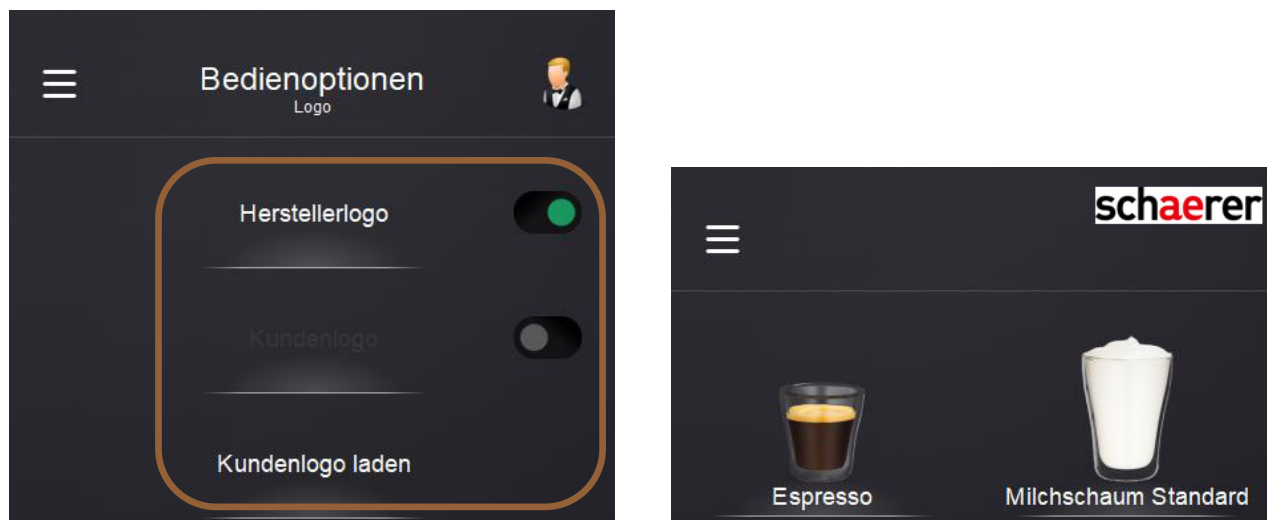 Bedienoptionen
Logo
Herstellerlogo
Kundenlogo
Kundenlogo laden
schaerer
Espresso
Milchschaum Standard